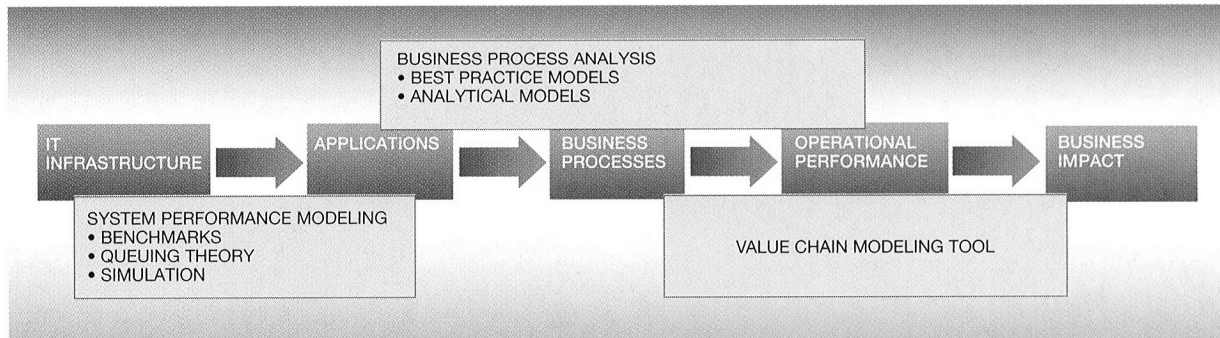 BUSINESS PROCESS ANALYSIS
• BEST PRACTICE MODELS
• ANALYTICAL MODELS
IT
INFRASTRUCTURE
APPLICATIONS
BUSINESS
PROCESSES
OPERATIONAL
PERFORMANCE
BUSINESS
IMPACT
SYSTEM PERFORMANCE MODELING
• BENCHMARKS
• QUEUING THEORY
• SIMULATION
VALUE CHAIN MODELING TOOL